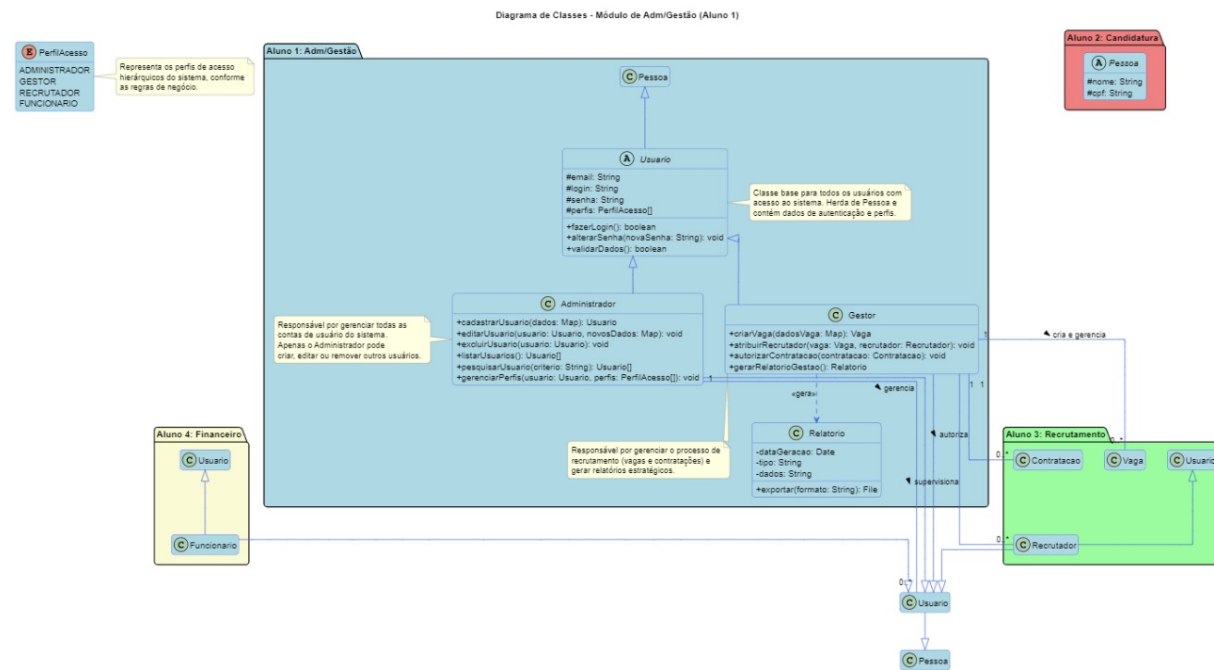 Diagrama de Classes - Módulo de Adm/Gestão (Aluno 1)
E PerfilAcesso
ADMINISTRADOR
GESTOR
RECRUTADOR
FUNCIONARIO
Representa os perfis de acesso
hierárquicos do sistema, conforme
as regras de negócio.
Aluno 1: Adm/Gestão
C Pessoa
A Usuario
#email: String
#login: String
#senha: String
#perfis: PerfilAcesso[]
+fazerLogin(): boolean
+alterarSenha(novaSenha: String): void
+validarDados(): boolean
Classe base para todos os usuários com
acesso ao sistema. Herda de Pessoa e
contém dados de autenticação e perfis.
Aluno 2: Candidatura
A Pessoa
#nome: String
#cpf: String
Responsável por gerenciar todas as
contas de usuário do sistema.
Apenas o Administrador pode
criar, editar ou remover outros usuários.
C Administrador
+cadastrarUsuario(dados: Map): Usuario
+editarUsuario(usuario: Usuario, novosDados: Map): void
+excluirUsuario(usuario: Usuario): void
+listarUsuarios(): Usuario[]
+pesquisarUsuario(criterio: String): Usuario[]
+gerenciarPerfis(usuario: Usuario, perfis: PerfilAcesso[]): void
C Gestor
+criarVaga(dadosVaga: Map): Vaga
+atribuirRecrutador(vaga: Vaga, recrutador: Recrutador): void
+autorizarContratacao(contratacao: Contratacao): void
+gerarRelatorioGestao(): Relatorio
1
cria e gerencia
1
gerencia
1
1
«gera»
Responsável por gerenciar o processo de
recrutamento (vagas e contratações) e
gerar relatórios estratégicos.
C Relatorio
-dataGeracao: Date
-tipo: String
-dados: String
+exportar(formato: String): File
autoriza
supervisiona
Aluno 4: Financeiro
C Usuario
C Funcionario
Aluno 3: Recrutamento
0..*
0..*
C Contratacao
C Vaga
C Usuario
0..*
C Recrutador
0..*
C Usuario
C Pessoa